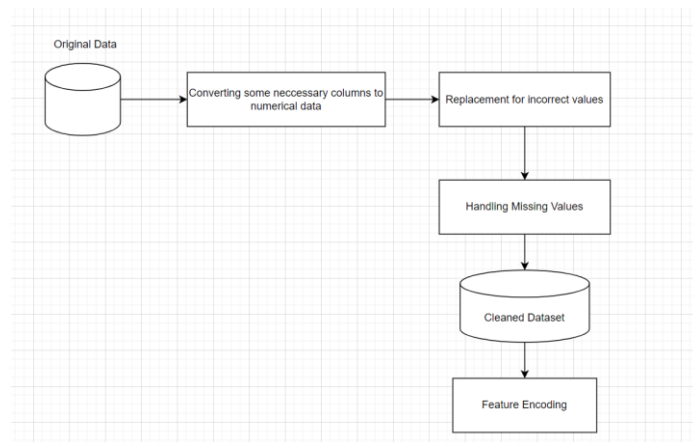 Original Data
Converting some neccessary columns to
numerical data
Replacement for incorrect values
Handling Missing Values
Cleaned Dataset
Feature Encoding